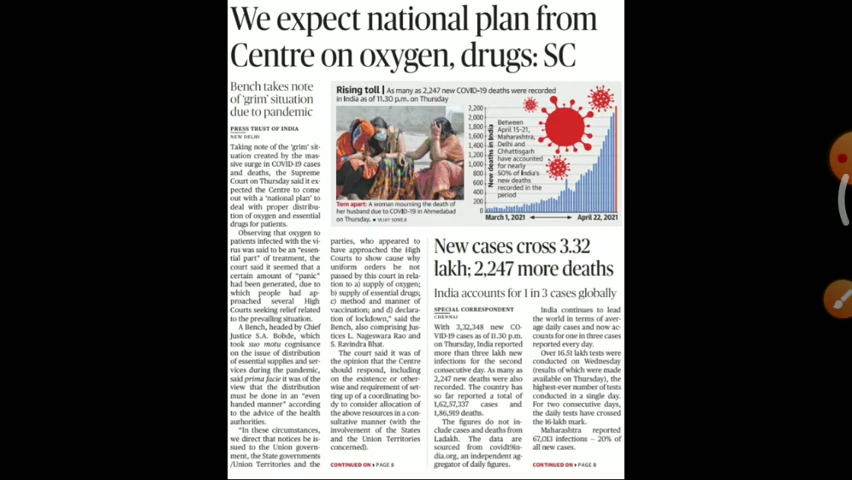 We expect national plan from
Centre on oxygen, drugs: SC
Bench takes note
of ‘grim’ situation
due to pandemic
PRESS TRUST OF INDIA
NEW DELHI
Taking note of the ‘grim’ sit-
uation created by the mas-
sive surge in COVID-19 cases
and deaths, the Supreme
Court on Thursday said it ex-
pected the Centre to come
out with a ‘national plan’ to
deal with proper distribu-
tion of oxygen and essential
drugs for patients.
Observing that oxygen to
patients infected with the vi-
rus was said to be an “essen-
tial part” of treatment, the
court said it seemed that a
certain amount of “panic”
had been generated, due to
which people had ap-
proached several High
Courts seeking relief related
to the prevailing situation.
A Bench, headed by Chief
Justice S.A. Bobde, which
took suo motu cognisance
on the issue of distribution
of essential supplies and ser-
vices during the pandemic,
said prima facie it was of the
view that the distribution
must be done in an “even
handed manner” according
to the advice of the health
authorities.
“In these circumstances,
we direct that notices be is-
sued to the Union govern-
ment, the State governments
/Union Territories and the
Rising toll | As many as 2,247 new COVID-19 deaths were recorded
in India as of 11.30 p.m. on Thursday
Torn apart: A woman mourning the death of
her husband due to COVID-19 in Ahmedabad
on Thursday. • VIJAY SONEJI
New deaths in India
2,200
2,000
1,800
1,600
1,400
1,200
1,000
800
600
400
200
0
Between
April 15-21,
Maharashtra,
Delhi and
Chhattisgarh
have accounted
for nearly
50% of India's
new deaths
recorded in the
period
March 1, 2021
April 22, 2021
parties, who appeared to
have approached the High
Courts to show cause why
uniform orders be not
passed by this court in rela-
tion to a) supply of oxygen;
b) supply of essential drugs;
c) method and manner of
vaccination; and d) declara-
tion of lockdown,” said the
Bench, also comprising Jus-
tices L. Nageswara Rao and
S. Ravindra Bhat.
The court said it was of
the opinion that the Centre
should respond, including
on the existence or other-
wise and requirement of set-
ting up of a coordinating bo-
dy to consider allocation of
the above resources in a con-
sultative manner (with the
involvement of the States
and the Union Territories
concerned).
CONTINUED ON ▸ PAGE 8
New cases cross 3.32
lakh; 2,247 more deaths
India accounts for 1 in 3 cases globally
SPECIAL CORRESPONDENT
CHENNAI
With 3,32,348 new CO-
VID-19 cases as of 11.30 p.m.
on Thursday, India reported
more than three lakh new
infections for the second
consecutive day. As many as
2,247 new deaths were also
recorded. The country has
so far reported a total of
1,62,57,337 cases and
1,86,919 deaths.
The figures do not in-
clude cases and deaths from
Ladakh. The data are
sourced from covid19in-
dia.org, an independent ag-
gregator of daily figures.
India continues to lead
the world in terms of aver-
age daily cases and now ac-
counts for one in three cases
reported every day.
Over 16.51 lakh tests were
conducted on Wednesday
(results of which were made
available on Thursday), the
highest-ever number of tests
conducted in a single day.
For two consecutive days,
the daily tests have crossed
the 16-lakh mark.
Maharashtra reported
67,013 infections — 20% of
all new cases.
CONTINUED ON ▸ PAGE 8